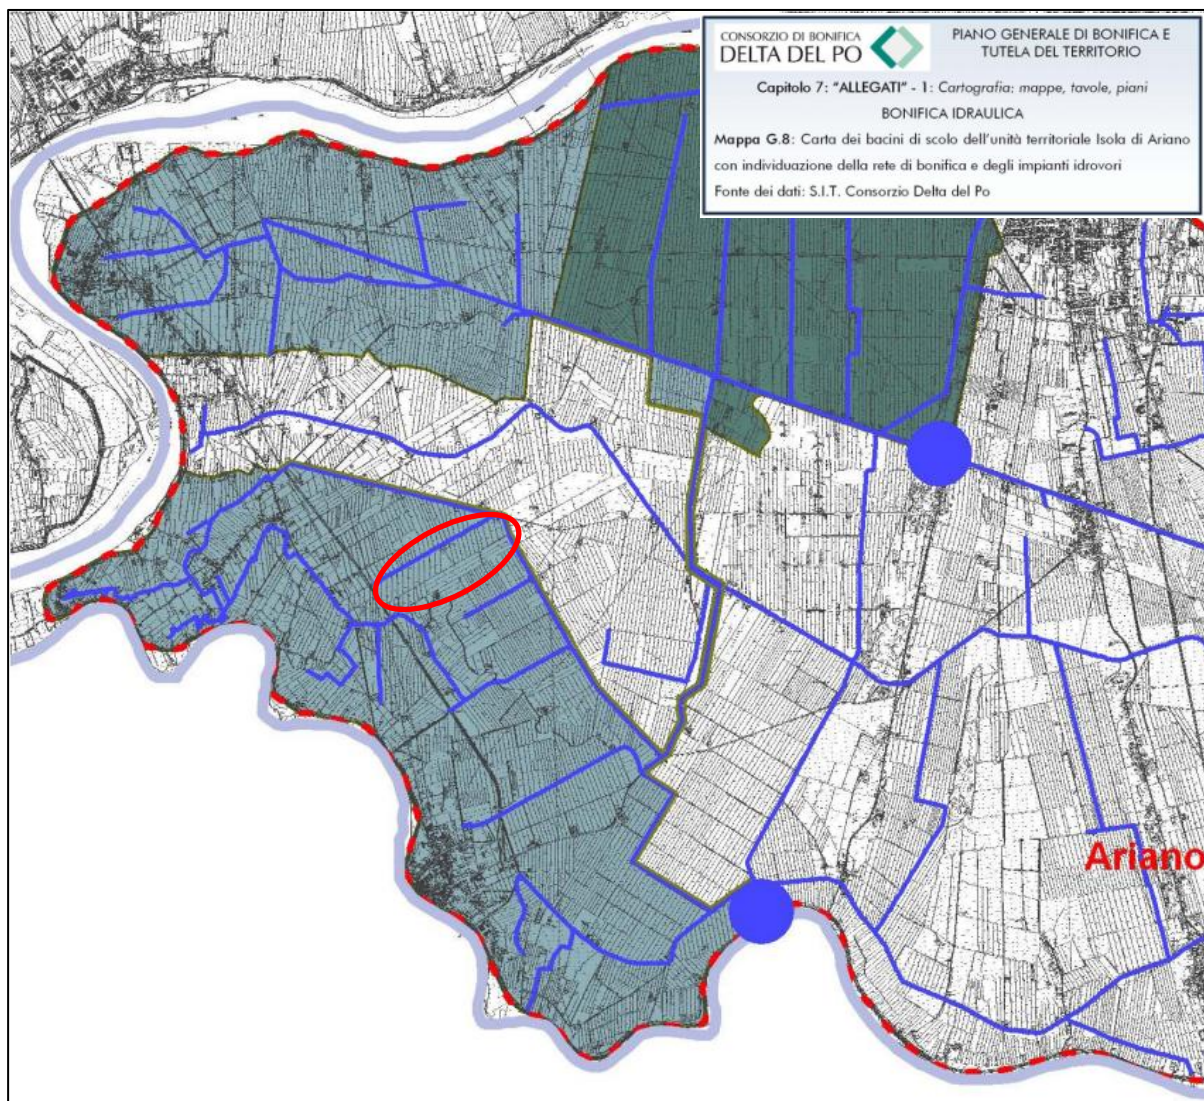 CONSORZIO DI BONIFICA
DELTA DEL PO
PIANO GENERALE DI BONIFICA E
TUTELA DEL TERRITORIO
Capitolo 7: "ALLEGATI" - 1: Cartografia: mappe, tavole, piani
BONIFICA IDRAULICA
Mappa G.8: Carta dei bacini di scolo dell'unità territoriale Isola di Ariano
con individuazione della rete di bonifica e degli impianti idrovori
Fonte dei dati: S.I.T. Consorzio Delta del Po
Ariano